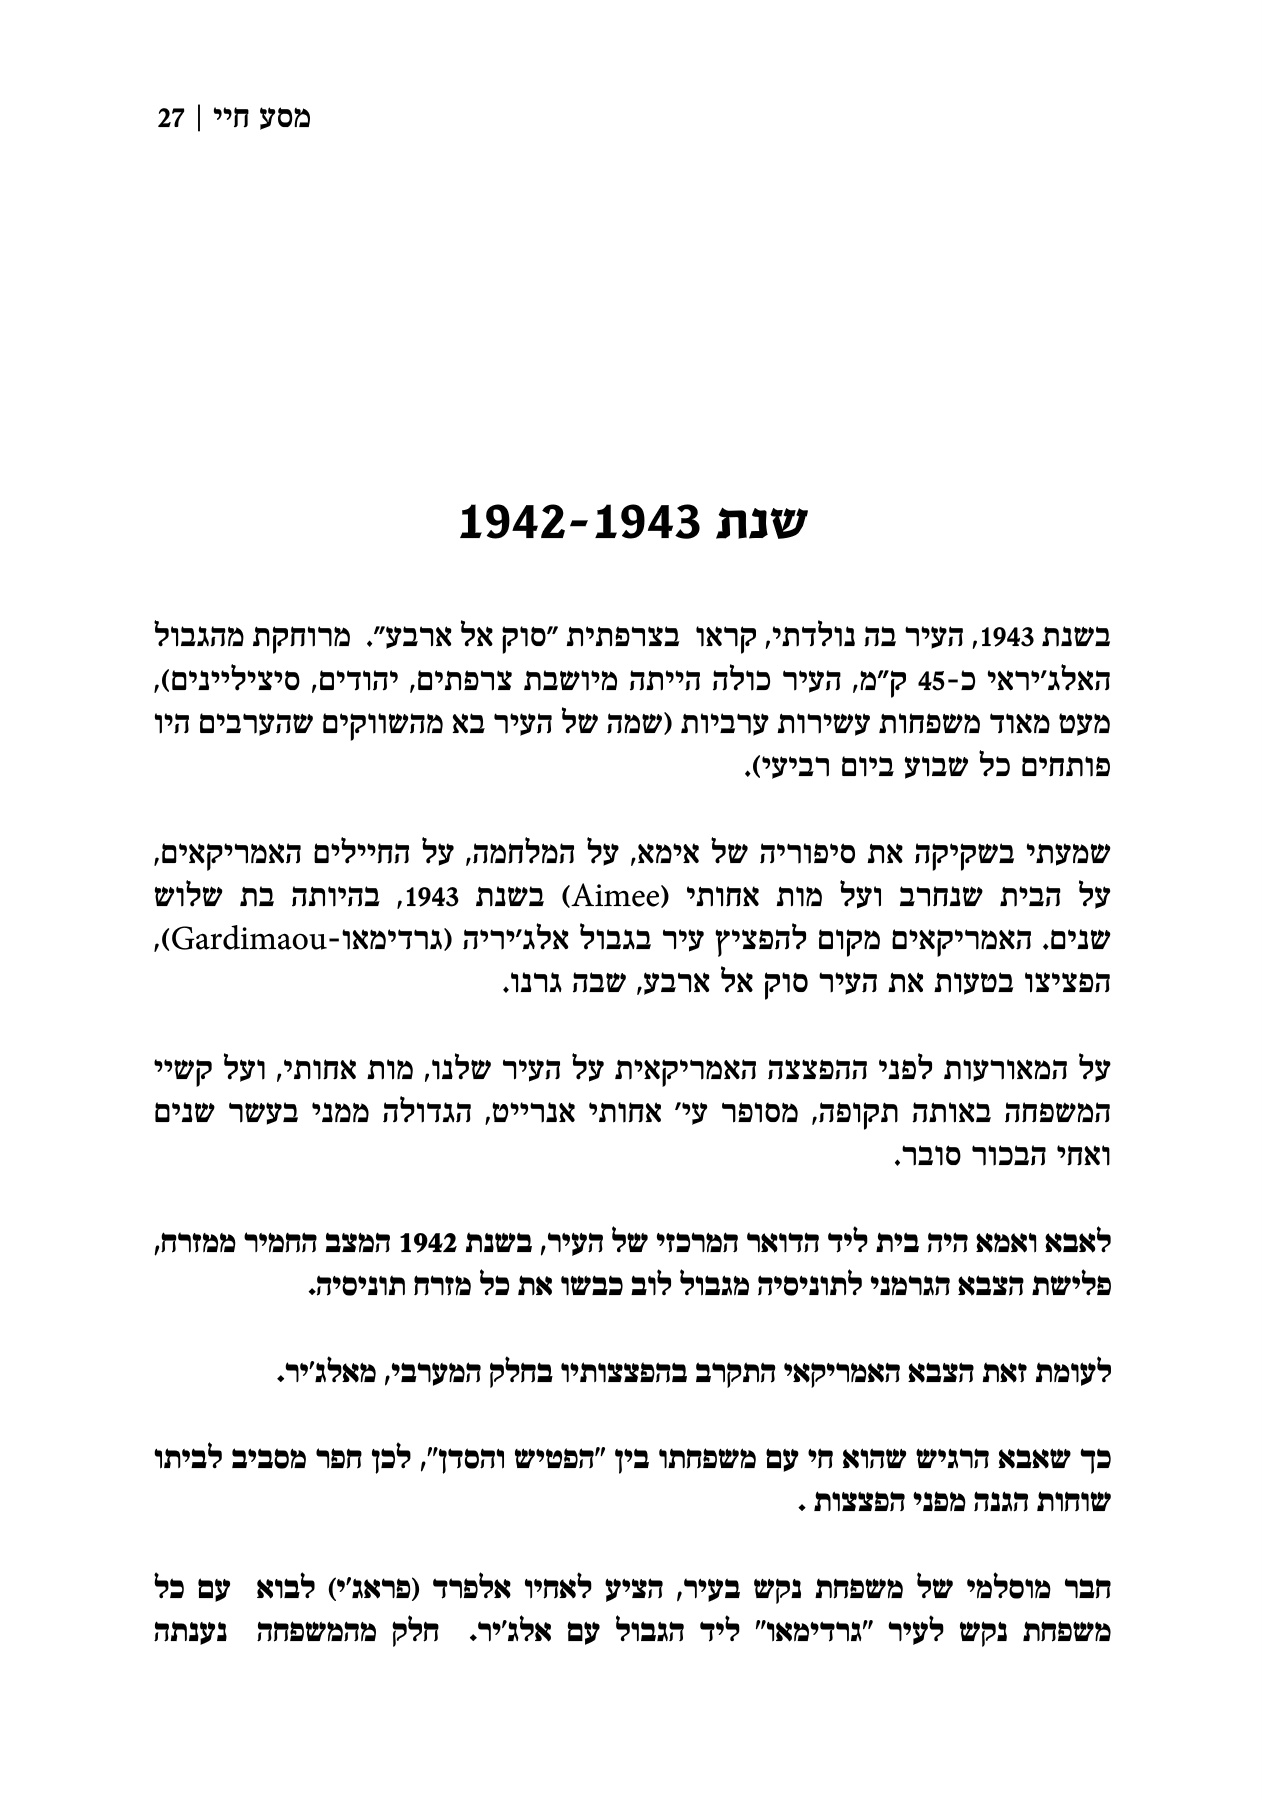 מסע חיי | 27
שנת 1942-1943
בשנת 1943, העיר בה נולדתי, קראו בצרפתית "סוק אל ארבע". מרוחקת מהגבול
האלג'יראי כ-45 ק"מ, העיר כולה הייתה מיושבת צרפתים, יהודים, סיציליינים),
מעט מאוד משפחות עשירות ערביות (שמה של העיר בא מהשווקים שהערבים היו
פותחים כל שבוע ביום רביעי).
שמעתי בשקיקה את סיפוריה של אימא, על המלחמה, על החיילים האמריקאים,
על הבית שנחרב ועל מות אחותי (Aimee) בשנת 1943, בהיותה בת שלוש
שנים. האמריקאים מקום להפציץ עיר בגבול אלג'יריה (גרדימאו-Gardimaou),
הפציצו בטעות את העיר סוק אל ארבע, שבה גרנו.
על המאורעות לפני ההפצצה האמריקאית על העיר שלנו, מות אחותי, ועל קשיי
המשפחה באותה תקופה, מסופר עי' אחותי אנרייט, הגדולה ממני בעשר שנים
ואחי הבכור סובר.
לאבא ואמא היה בית ליד הדואר המרכזי של העיר, בשנת 1942 המצב החמיר ממזרח,
פלישת הצבא הגרמני לתוניסיה מגבול לוב כבשו את כל מזרח תוניסיה.
לעומת זאת הצבא האמריקאי התקרב בהפצצותיו בחלק המערבי, מאלג'יר.
כך שאבא הרגיש שהוא חי עם משפחתו בין "הפטיש והסדן", לכן חפר מסביב לביתו
שוחות הגנה מפני הפצצות .
חבר מוסלמי של משפחת נקש בעיר, הציע לאחיו אלפרד (פראג'י) לבוא עם כל
משפחת נקש לעיר "גרדימאו" ליד הגבול עם אלג'יר. חלק מהמשפחה נענתה